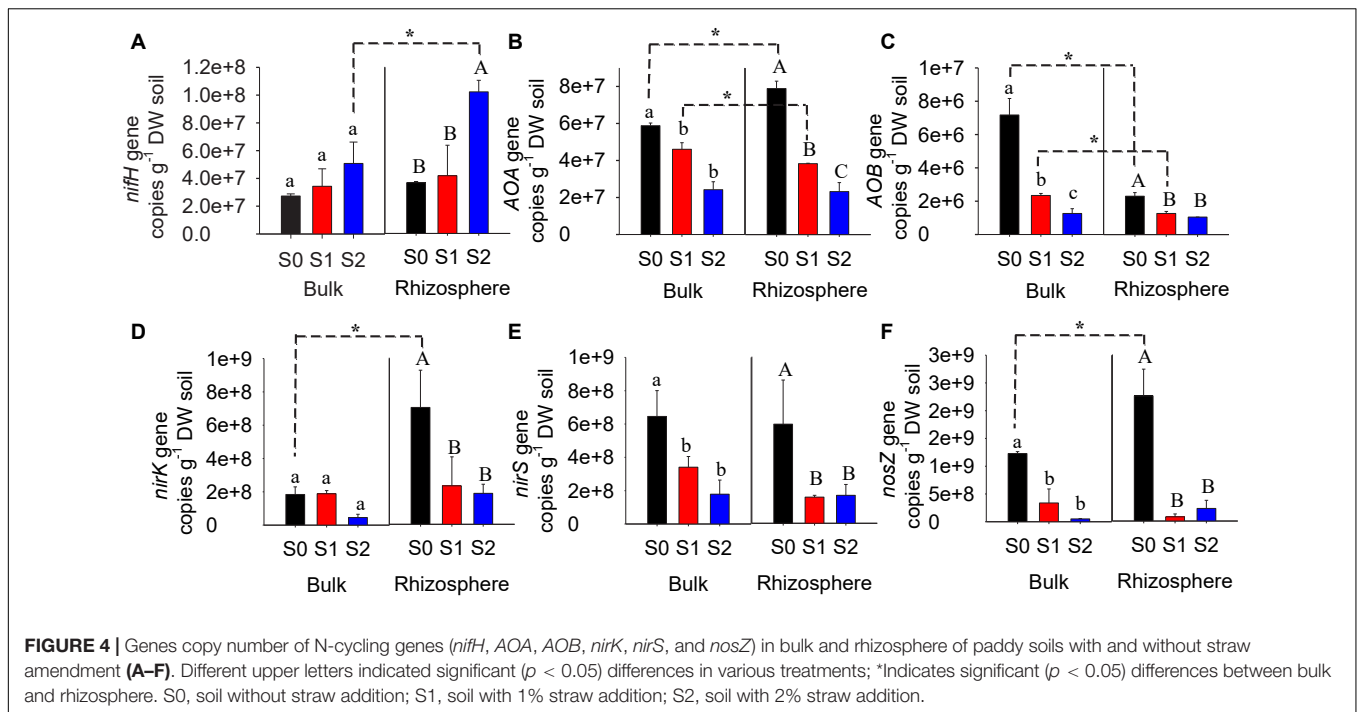 A
*
nifH gene
copies g⁻¹ DW soil
1.2e+8
1.0e+8
8.0e+7
6.0e+7
4.0e+7
2.0e+7
0.0
a
a
a
B
B
A
S0 S1 S2
S0 S1 S2
Bulk
Rhizosphere
B
*
*
AOA gene
copies g⁻¹ DW soil
8e+7
6e+7
4e+7
2e+7
0
a
b
b
A
B
C
S0 S1 S2
S0 S1 S2
Bulk
Rhizosphere
C
*
*
AOB gene
copies g⁻¹ DW soil
1e+7
8e+6
6e+6
4e+6
2e+6
0
a
b
c
A
B
B
S0 S1 S2
S0 S1 S2
Bulk
Rhizosphere
D
*
nirK gene
copies g⁻¹ DW soil
1e+9
8e+8
6e+8
4e+8
2e+8
0
a
a
a
A
B
B
S0 S1 S2
S0 S1 S2
Bulk
Rhizosphere
E
nirS gene
copies g⁻¹ DW soil
1e+9
8e+8
6e+8
4e+8
2e+8
0
a
b
b
A
B
B
S0 S1 S2
S0 S1 S2
Bulk
Rhizosphere
F
*
nosZ gene
copies g⁻¹ DW soil
3e+9
3e+9
2e+9
2e+9
1e+9
5e+8
0
a
b
b
A
B
B
S0 S1 S2
S0 S1 S2
Bulk
Rhizosphere
FIGURE 4 | Genes copy number of N-cycling genes (nifH, AOA, AOB, nirK, nirS, and nosZ) in bulk and rhizosphere of paddy soils with and without straw
amendment (A–F). Different upper letters indicated significant (p < 0.05) differences in various treatments; *Indicates significant (p < 0.05) differences between bulk
and rhizosphere. S0, soil without straw addition; S1, soil with 1% straw addition; S2, soil with 2% straw addition.